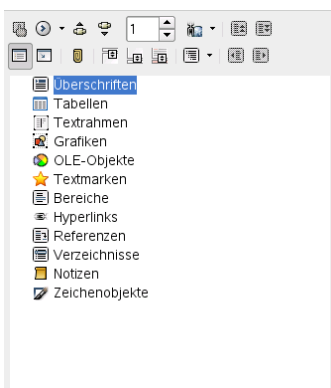 1
Überschriften
Tabellen
Textrahmen
Grafiken
OLE-Objekte
Textmarken
Bereiche
Hyperlinks
Referenzen
Verzeichnisse
Notizen
Zeichenobjekte